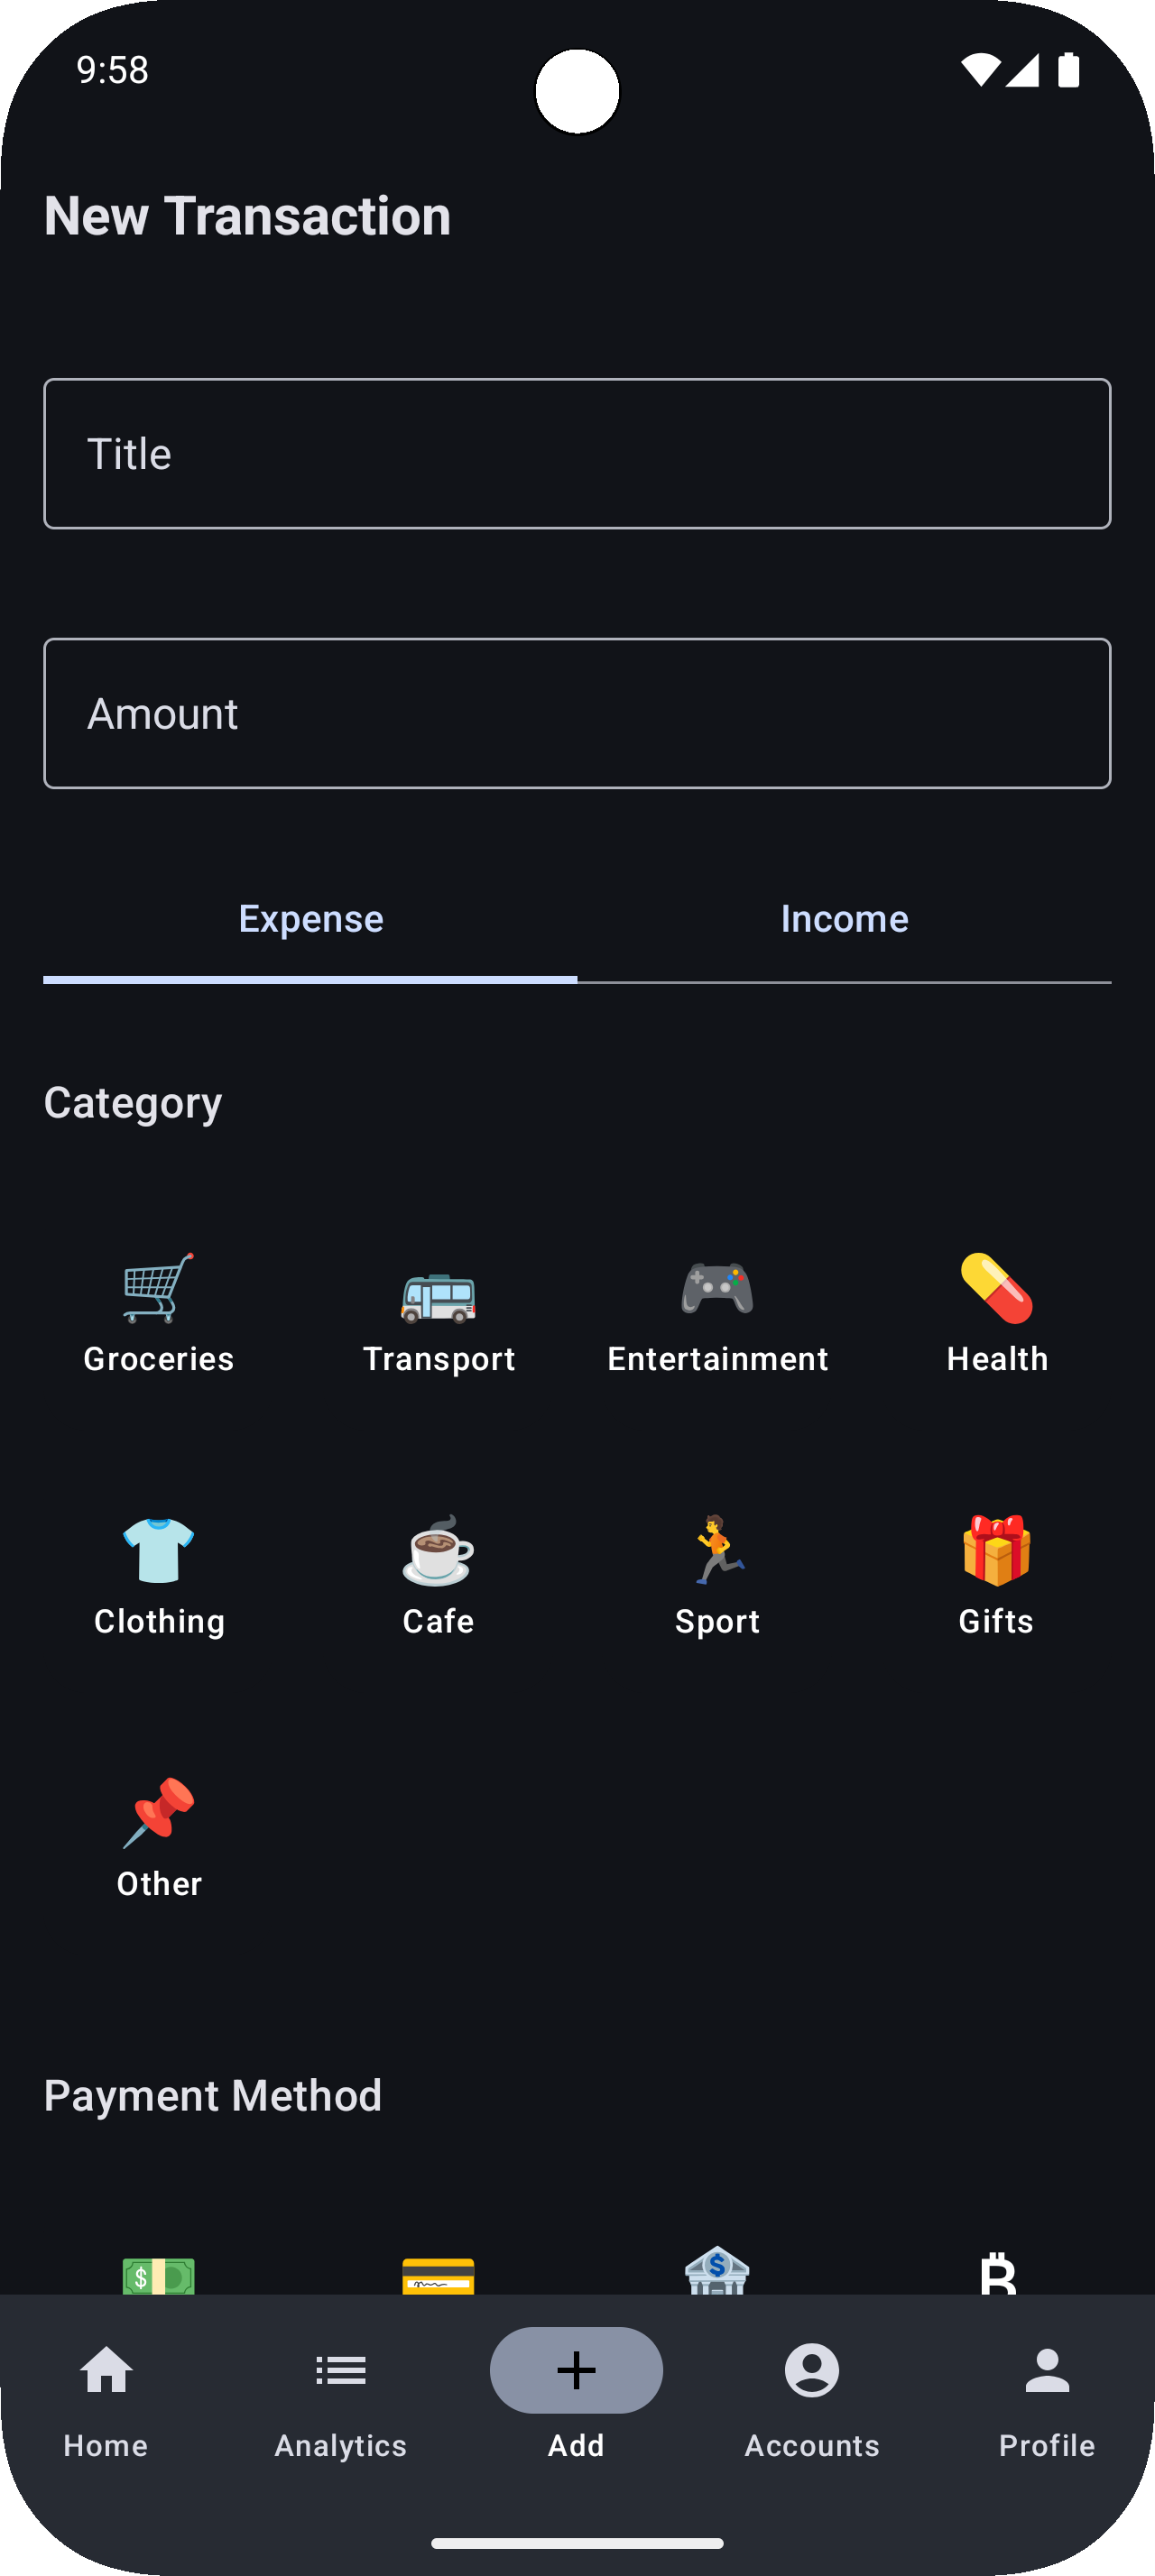 9:58
New Transaction
Title
Amount
Expense Income
Category
Groceries Transport Entertainment Health
Clothing Cafe Sport Gifts
Other
Payment Method
Home Analytics Add Accounts Profile